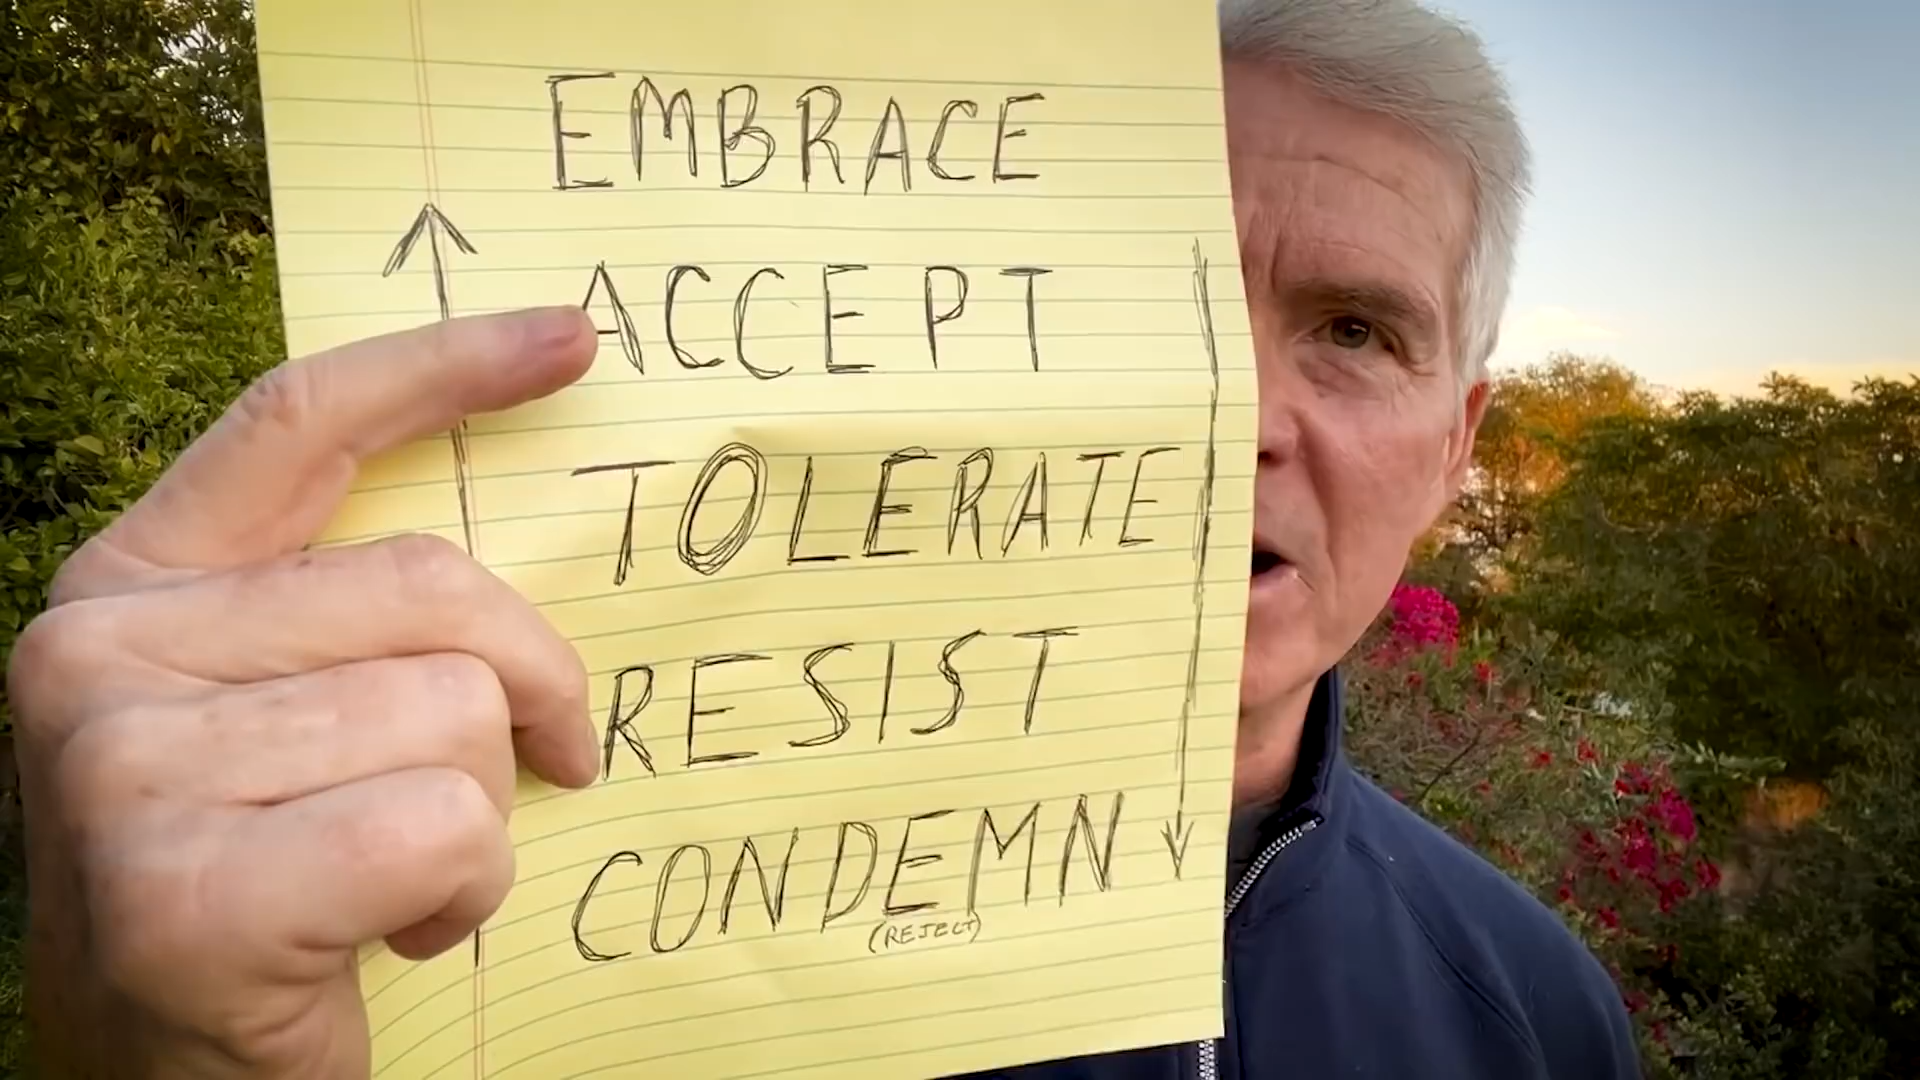 EMBRACE
ACCEPT
TOLERATE
RESIST
CONDEMN
(REJECT)